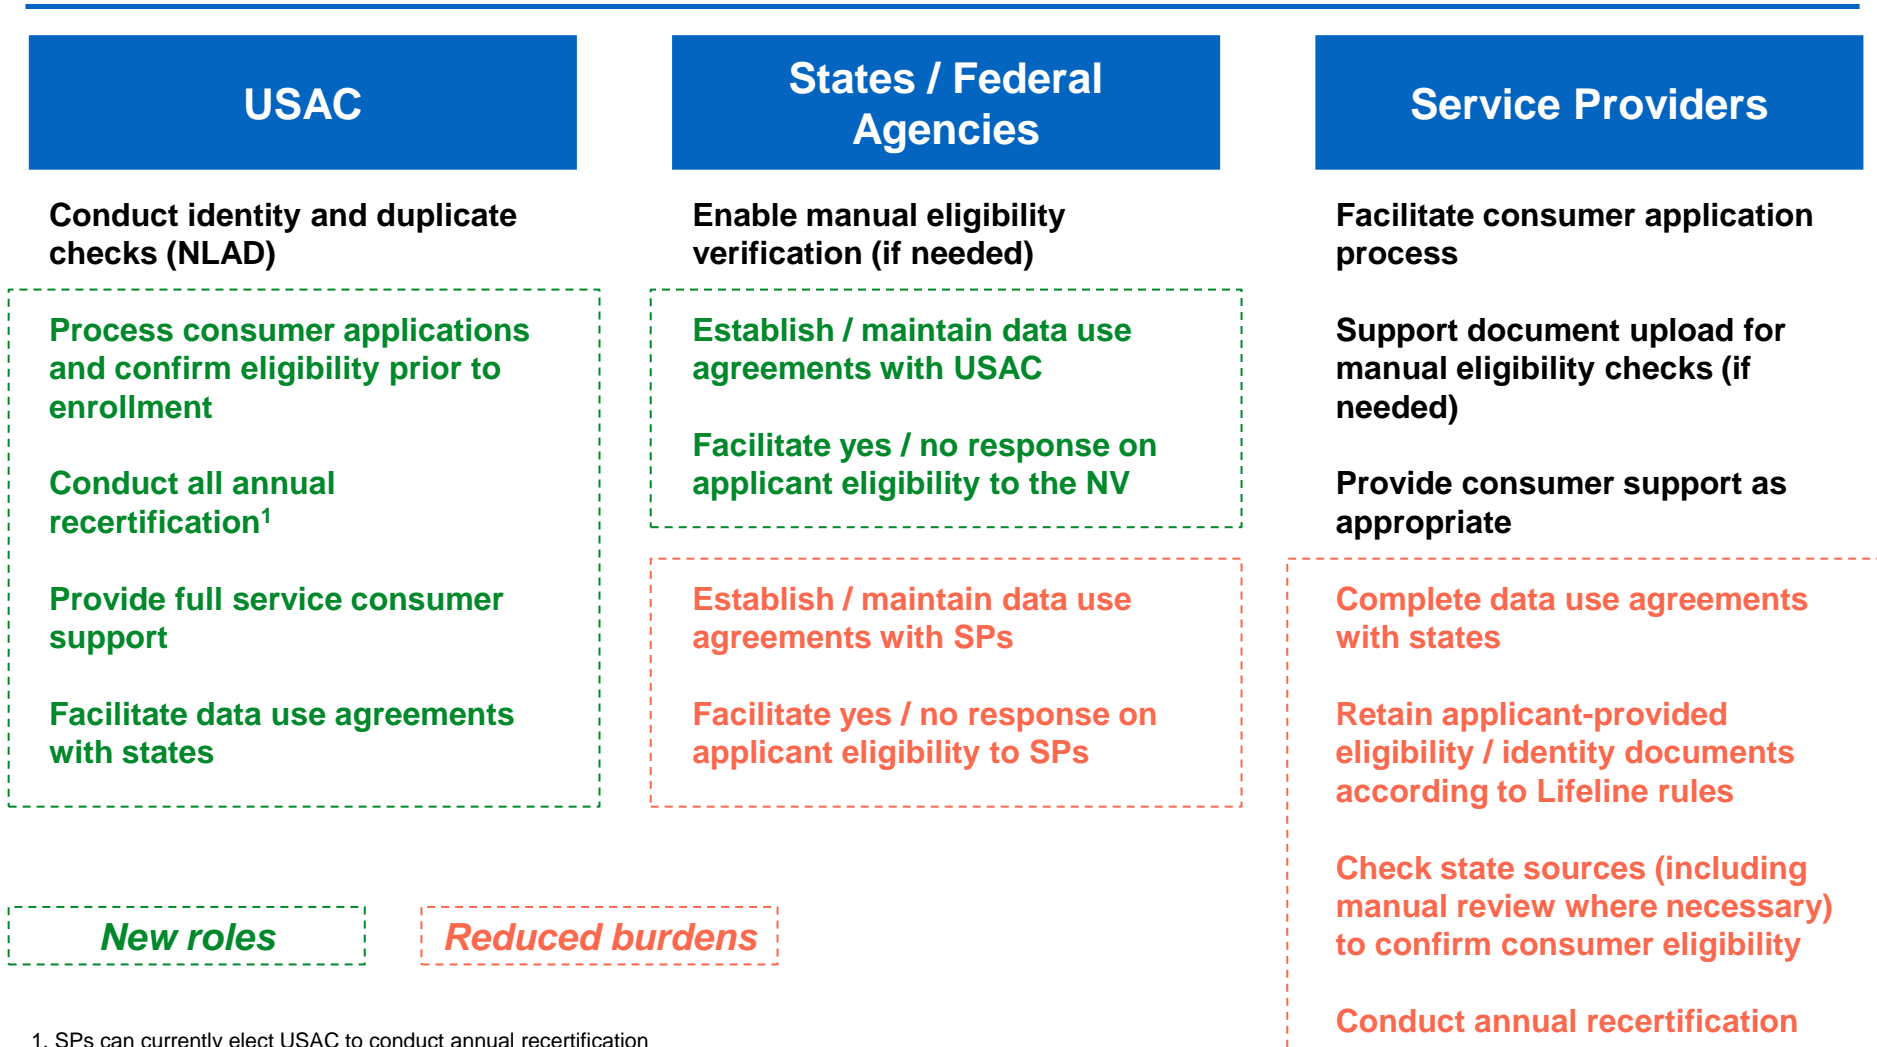 USAC
Conduct identity and duplicate
checks (NLAD)
Process consumer applications
and confirm eligibility prior to
enrollment
Conduct all annual
recertification1
Provide full service consumer
support
Facilitate data use agreements
with states
States / Federal
Agencies
Enable manual eligibility
verification (if needed)
Establish / maintain data use
agreements with USAC
Facilitate yes / no response on
applicant eligibility to the NV
Establish / maintain data use
agreements with SPs
Facilitate yes / no response on
applicant eligibility to SPs
Service Providers
Facilitate consumer application
process
Support document upload for
manual eligibility checks (if
needed)
Provide consumer support as
appropriate
Complete data use agreements
with states
Retain applicant-provided
eligibility / identity documents
according to Lifeline rules
Check state sources (including
manual review where necessary)
to confirm consumer eligibility
Conduct annual recertification
New roles
Reduced burdens
1. SPs can currently elect USAC to conduct annual recertification